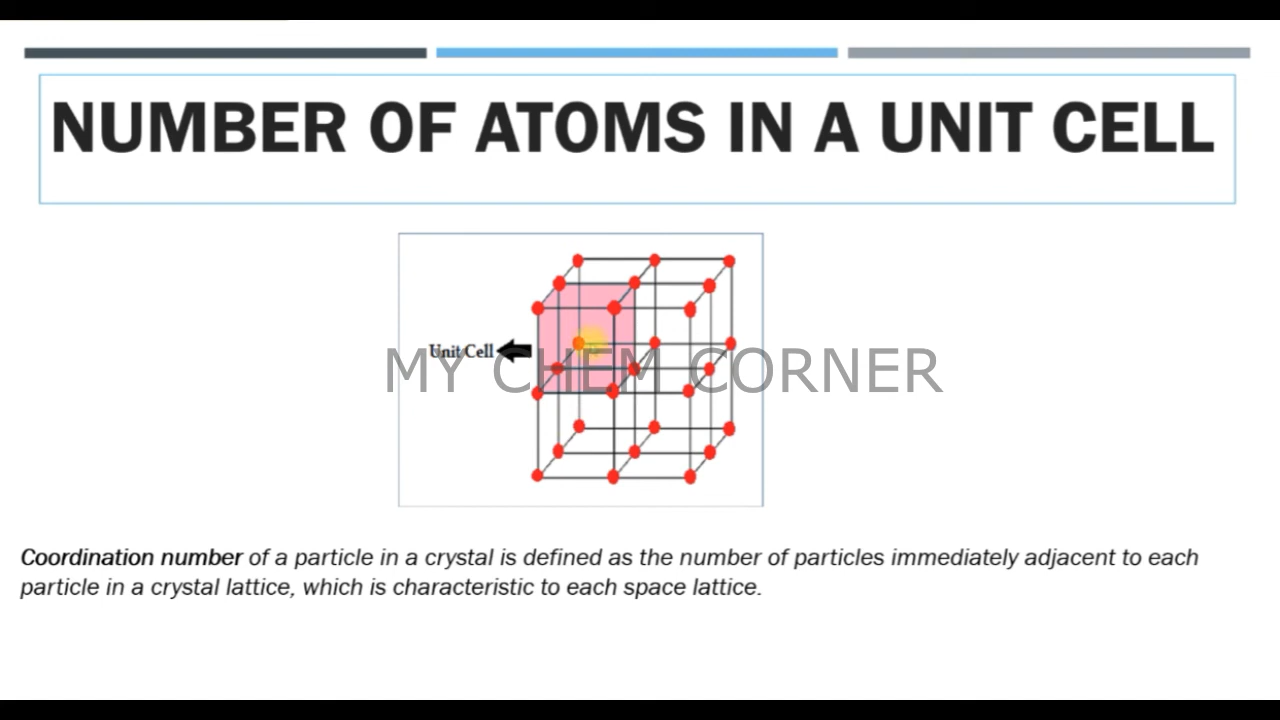 NUMBER OF ATOMS IN A UNIT CELL
Unit Cell
MY CHEM CORNER
Coordination number of a particle in a crystal is defined as the number of particles immediately adjacent to each
particle in a crystal lattice, which is characteristic to each space lattice.